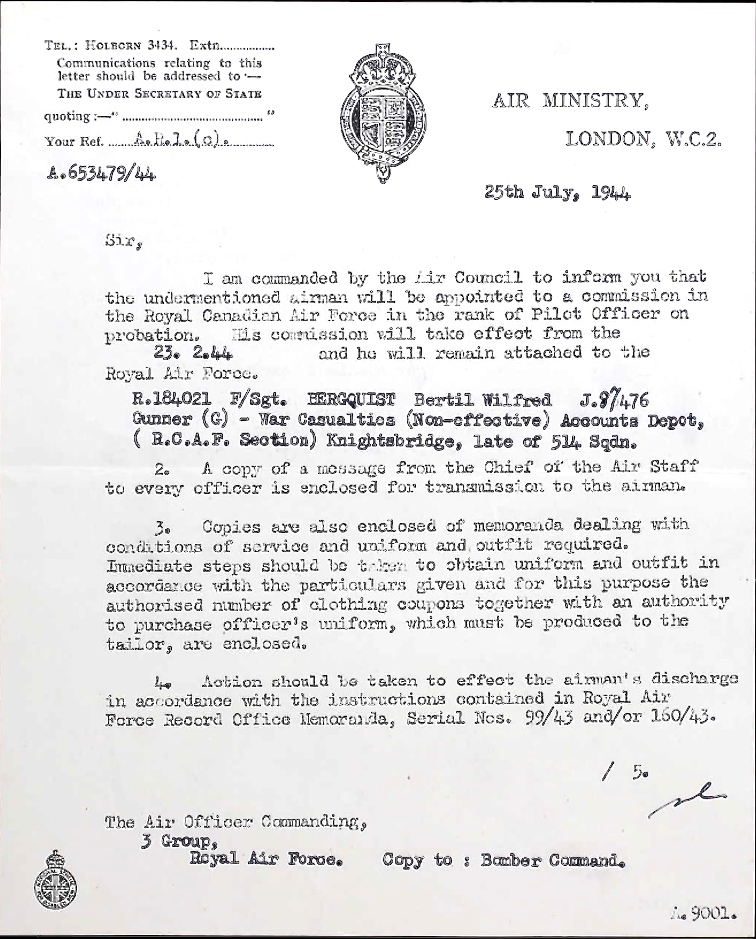 TEL.: HOLBORN 3434. Extn................
Communications relating to this
letter should be addressed to :—
THE UNDER SECRETARY OF STATE
quoting :—" ........................................ "
Your Ref. ......A.R.1.(c)............
A.653479/44
AIR MINISTRY,
LONDON, W.C.2.
25th July, 1944
Sir,
I am commanded by the Air Council to inform you that
the undermentioned airman will be appointed to a commission in
the Royal Canadian Air Force in the rank of Pilot Officer on
probation. His commission will take effect from the
23. 2.44 and he will remain attached to the
Royal Air Force.
R.184021 F/Sgt. BERGQUIST Bertil Wilfred J.87476
Gunner (G) - War Casualties (Non-effective) Accounts Depot,
( R.C.A.F. Section) Knightsbridge, late of 514 Sqdn.
2. A copy of a message from the Chief of the Air Staff
to every officer is enclosed for transmission to the airman.
3. Copies are also enclosed of memoranda dealing with
conditions of service and uniform and outfit required.
Immediate steps should be taken to obtain uniform and outfit in
accordance with the particulars given and for this purpose the
authorised number of clothing coupons together with an authority
to purchase officer's uniform, which must be produced to the
tailor, are enclosed.
4. Action should be taken to effect the airman's discharge
in accordance with the instructions contained in Royal Air
Force Record Office Memoranda, Serial Nos. 99/43 and/or 160/43.
/ 5.
The Air Officer Commanding,
3 Group,
Royal Air Force. Copy to : Bomber Command.
A.9001.